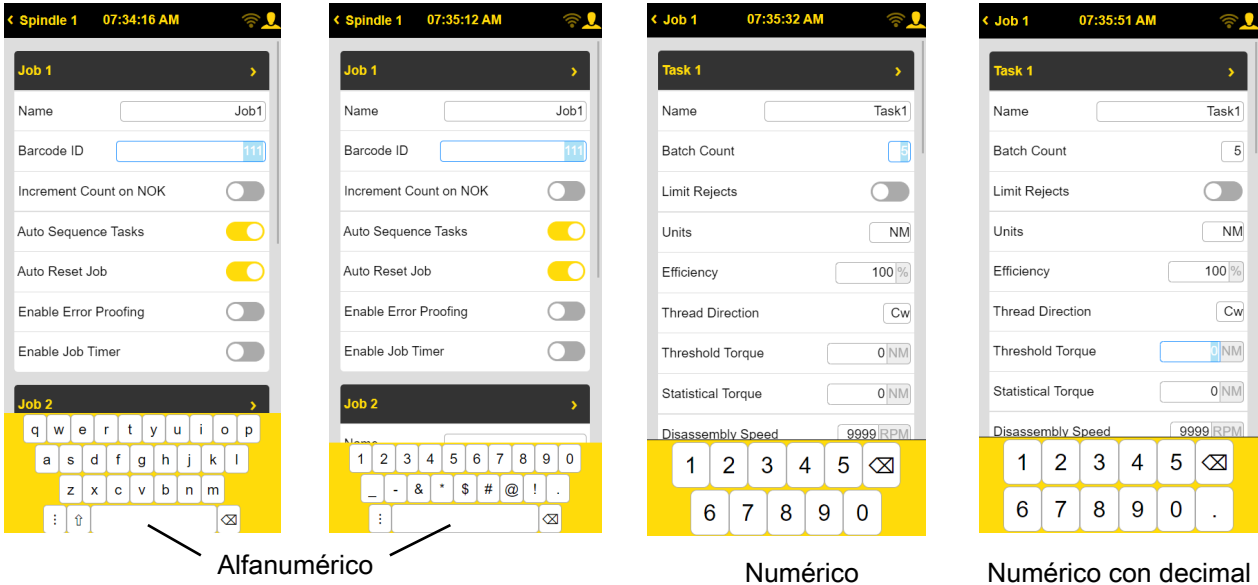 ‹ Spindle 1 07:34:16 AM
Job 1 ›
Name Job1
Barcode ID 111
Increment Count on NOK
Auto Sequence Tasks
Auto Reset Job
Enable Error Proofing
Enable Job Timer
Job 2 ›
q w e r t y u i o p
a s d f g h j k l
z x c v b n m
⋮ ⇧ ⌫
‹ Spindle 1 07:35:12 AM
Job 1 ›
Name Job1
Barcode ID 111
Increment Count on NOK
Auto Sequence Tasks
Auto Reset Job
Enable Error Proofing
Enable Job Timer
Job 2 ›
Name
1 2 3 4 5 6 7 8 9 0
_ - & * $ # @ ! .
⋮ ⌫
Alfanumérico
‹ Job 1 07:35:32 AM
Task 1 ›
Name Task1
Batch Count 5
Limit Rejects
Units NM
Efficiency 100 %
Thread Direction Cw
Threshold Torque 0 NM
Statistical Torque 0 NM
Disassembly Speed 9999 RPM
1 2 3 4 5 ⌫
6 7 8 9 0
Numérico
‹ Job 1 07:35:51 AM
Task 1 ›
Name Task1
Batch Count 5
Limit Rejects
Units NM
Efficiency 100 %
Thread Direction Cw
Threshold Torque 0 NM
Statistical Torque 0 NM
Disassembly Speed 9999 RPM
1 2 3 4 5 ⌫
6 7 8 9 0 .
Numérico con decimal